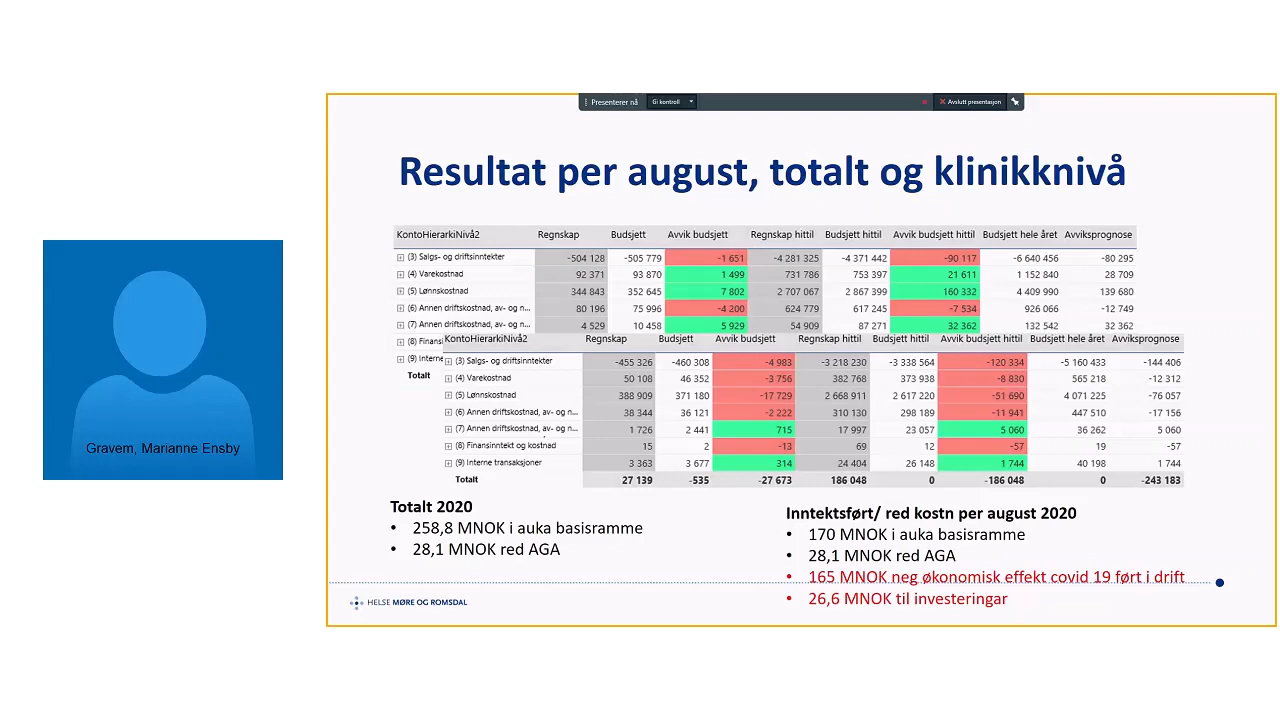 Presenterer nå Gi kontroll Avslutt presentasjon
Resultat per august, totalt og klinikknivå
KontoHierarkiNivå2 Regnskap Budsjett Avvik budsjett Regnskap hittil Budsjett hittil Avvik budsjett hittil Budsjett hele året Avviksprognose
(3) Salgs- og driftsinntekter -504 128 -505 779 -1 651 -4 281 325 -4 371 442 -90 117 -6 640 456 -80 295
(4) Varekostnad 92 371 93 870 1 499 731 786 753 397 21 611 1 152 840 28 709
(5) Lønnskostnad 344 843 352 645 7 802 2 707 067 2 867 399 160 332 4 409 990 139 680
(6) Annen driftskostnad, av- og n... 80 196 75 996 -4 200 624 779 617 245 -7 534 926 066 -12 749
(7) Annen driftskostnad, av- og n... 4 529 10 458 5 929 54 909 87 271 32 362 132 542 32 362
(8) Finansi
(9) Interne
Totalt
KontoHierarkiNivå2 Regnskap Budsjett Avvik budsjett Regnskap hittil Budsjett hittil Avvik budsjett hittil Budsjett hele året Avviksprognose
(3) Salgs- og driftsinntekter -455 326 -460 308 -4 983 -3 218 230 -3 338 564 -120 334 -5 160 433 -144 406
(4) Varekostnad 50 108 46 352 -3 756 382 768 373 938 -8 830 565 218 -12 312
(5) Lønnskostnad 388 909 371 180 -17 729 2 668 911 2 617 220 -51 690 4 071 225 -76 057
(6) Annen driftskostnad, av- og n... 38 344 36 121 -2 222 310 130 298 189 -11 941 447 510 -17 156
(7) Annen driftskostnad, av- og n... 1 726 2 441 715 17 997 23 057 5 060 36 262 5 060
(8) Finansinntekt og kostnad 15 2 -13 69 12 -57 19 -57
(9) Interne transaksjoner 3 363 3 677 314 24 404 26 148 1 744 40 198 1 744
Totalt 27 139 -535 -27 673 186 048 0 -186 048 0 -243 183
Gravem, Marianne Ensby
Totalt 2020
• 258,8 MNOK i auka basisramme
• 28,1 MNOK red AGA
Inntektsført/ red kostn per august 2020
• 170 MNOK i auka basisramme
• 28,1 MNOK red AGA
• 165 MNOK neg økonomisk effekt covid 19 ført i drift
• 26,6 MNOK til investeringar
HELSE MØRE OG ROMSDAL